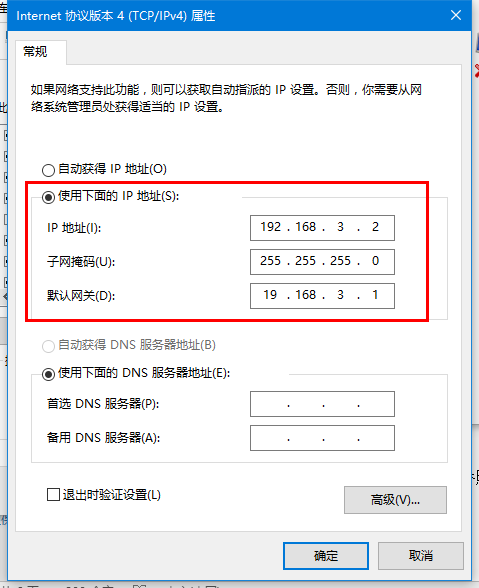 Internet 协议版本 4 (TCP/IPv4) 属性
常规
如果网络支持此功能，则可以获取自动指派的 IP 设置。否则，你需要从网
络系统管理员处获得适当的 IP 设置。
自动获得 IP 地址(O)
使用下面的 IP 地址(S):
IP 地址(I): 192 . 168 . 3 . 2
子网掩码(U): 255 . 255 . 255 . 0
默认网关(D): 19 . 168 . 3 . 1
自动获得 DNS 服务器地址(B)
使用下面的 DNS 服务器地址(E):
首选 DNS 服务器(P): . . .
备用 DNS 服务器(A): . . .
退出时验证设置(L)
高级(V)...
确定 取消